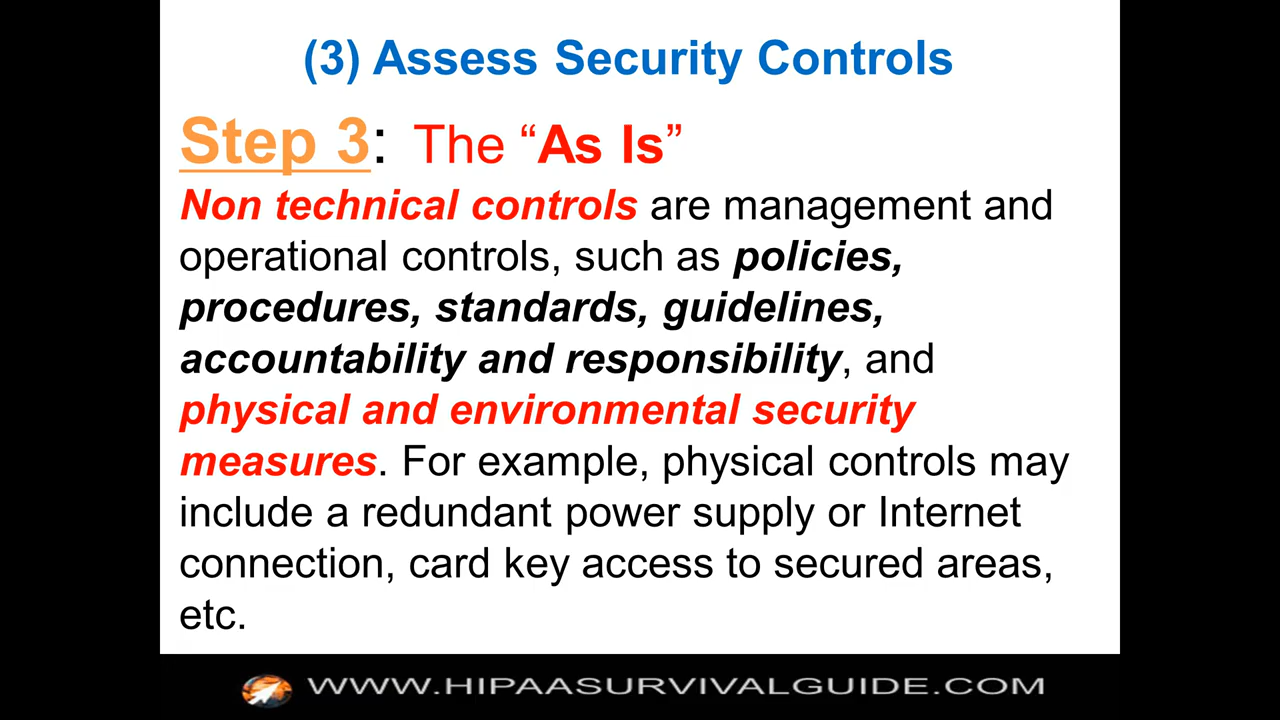 (3) Assess Security Controls
Step 3: The “As Is”
Non technical controls are management and
operational controls, such as policies,
procedures, standards, guidelines,
accountability and responsibility, and
physical and environmental security
measures. For example, physical controls may
include a redundant power supply or Internet
connection, card key access to secured areas,
etc.
WWW.HIPAASURVIVALGUIDE.COM